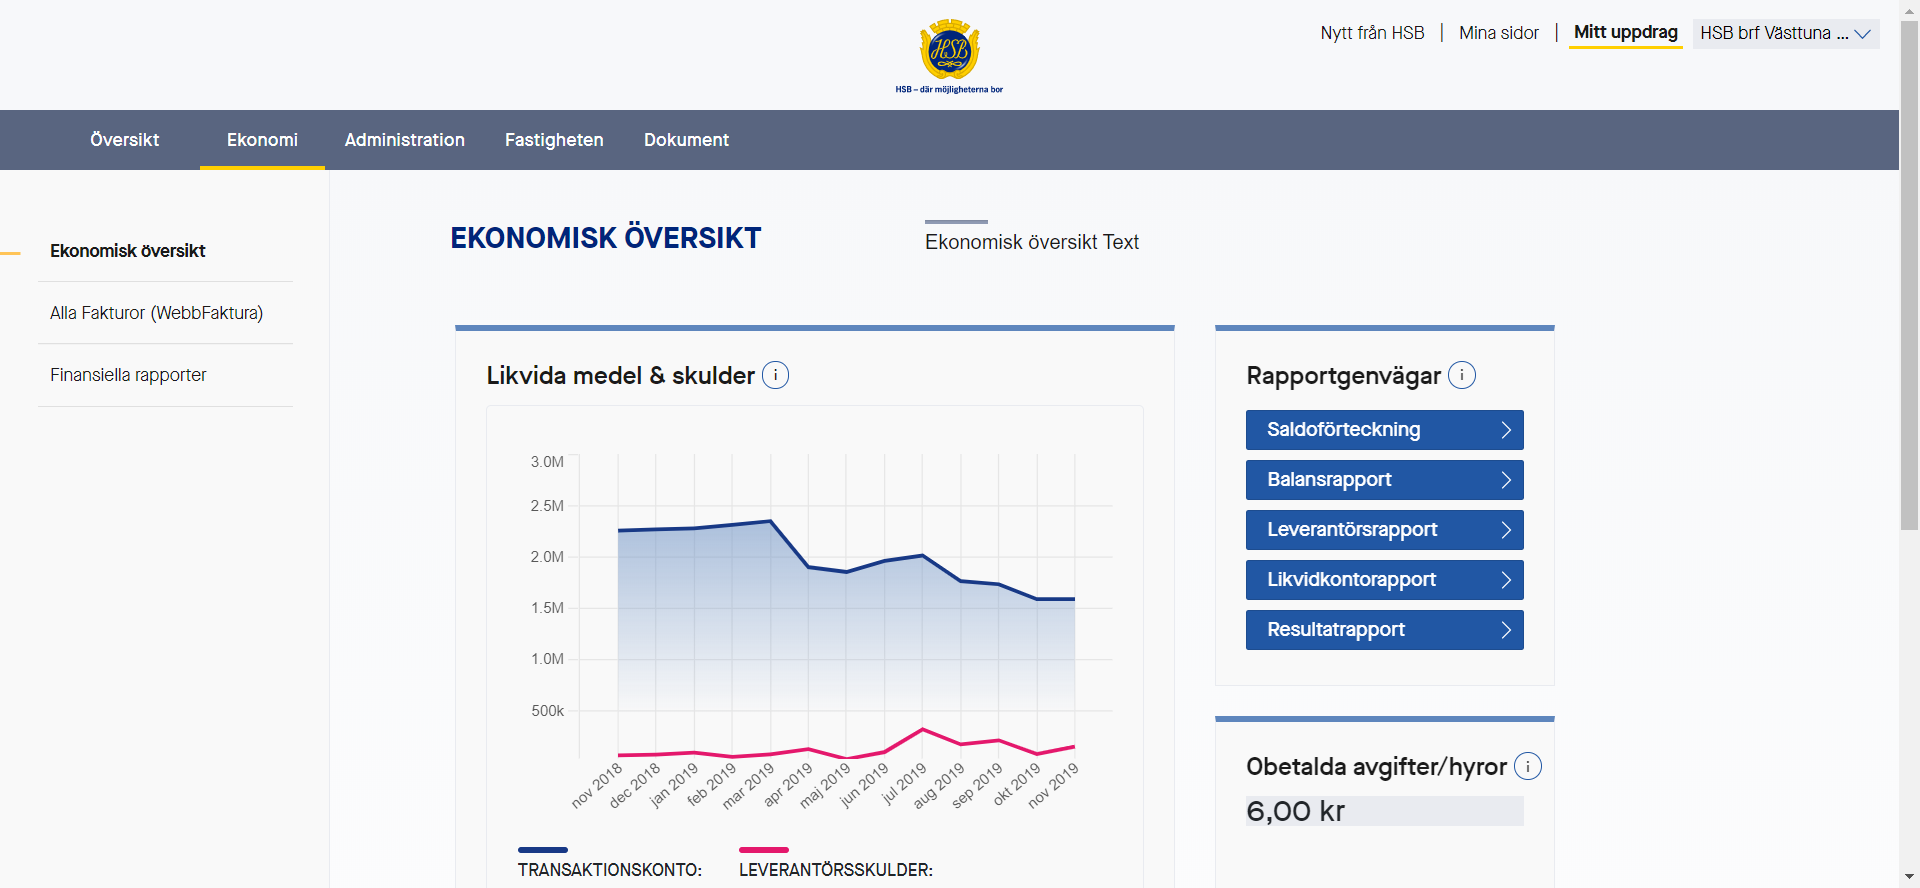 Nytt från HSB
Mina sidor
Mitt uppdrag
HSB brf Västtuna ...
HSB
HSB – där möjligheterna bor
Översikt
Ekonomi
Administration
Fastigheten
Dokument
Ekonomisk översikt
Alla Fakturor (WebbFaktura)
Finansiella rapporter
EKONOMISK ÖVERSIKT
Ekonomisk översikt Text
Likvida medel & skulder i
3.0M
2.5M
2.0M
1.5M
1.0M
500k
nov 2018
dec 2018
jan 2019
feb 2019
mar 2019
apr 2019
maj 2019
jun 2019
jul 2019
aug 2019
sep 2019
okt 2019
nov 2019
TRANSAKTIONSKONTO:
LEVERANTÖRSSKULDER:
Rapportgenvägar i
Saldoförteckning
Balansrapport
Leverantörsrapport
Likvidkontorapport
Resultatrapport
Obetalda avgifter/hyror i
6,00 kr